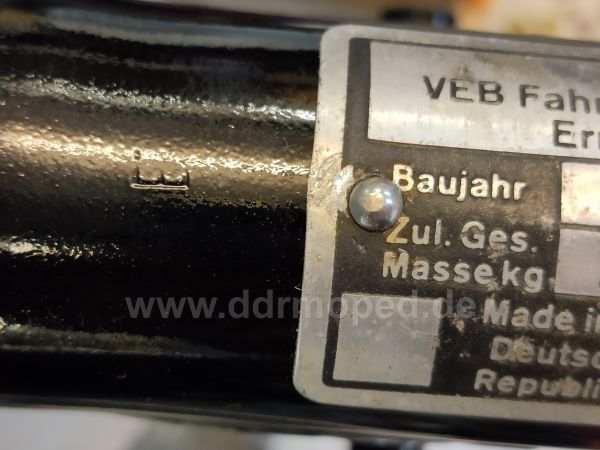 E
VEB Fahr
Er
Baujahr
Zul. Ges.
Masse kg
Made in
Deutsc
Republi
www.ddrmoped.de